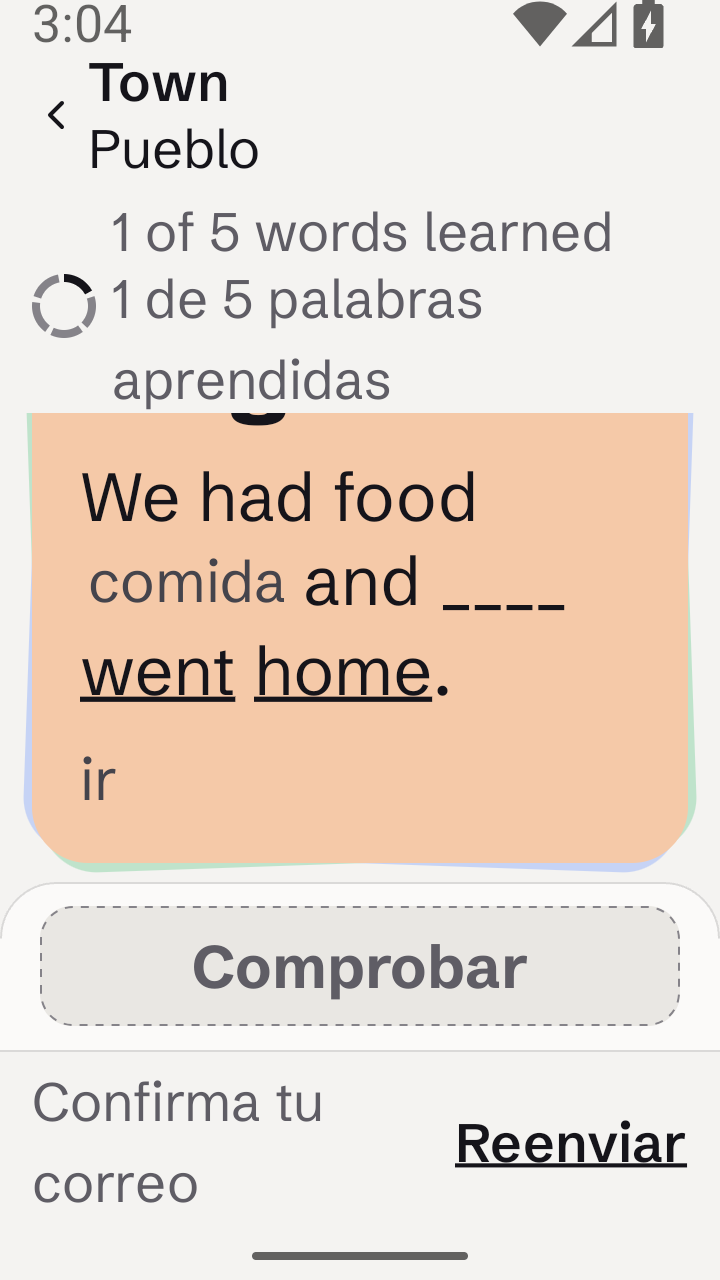 3:04
Town
Pueblo
1 of 5 words learned
1 de 5 palabras
aprendidas
We had food
comida and ____
went home.
ir
Comprobar
Confirma tu
correo
Reenviar